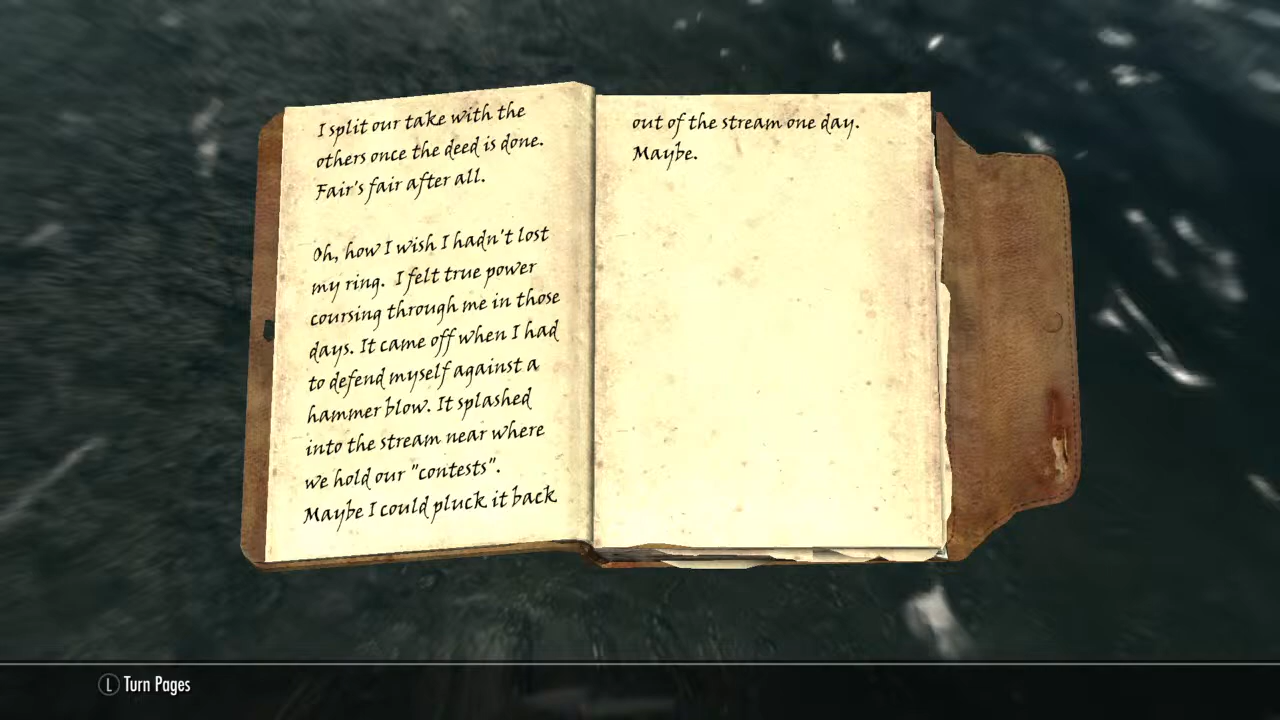 I split our take with the
others once the deed is done.
Fair's fair after all.
Oh, how I wish I hadn't lost
my ring. I felt true power
coursing through me in those
days. It came off when I had
to defend myself against a
hammer blow. It splashed
into the stream near where
we hold our "contests".
Maybe I could pluck it back
out of the stream one day.
Maybe.
L Turn Pages